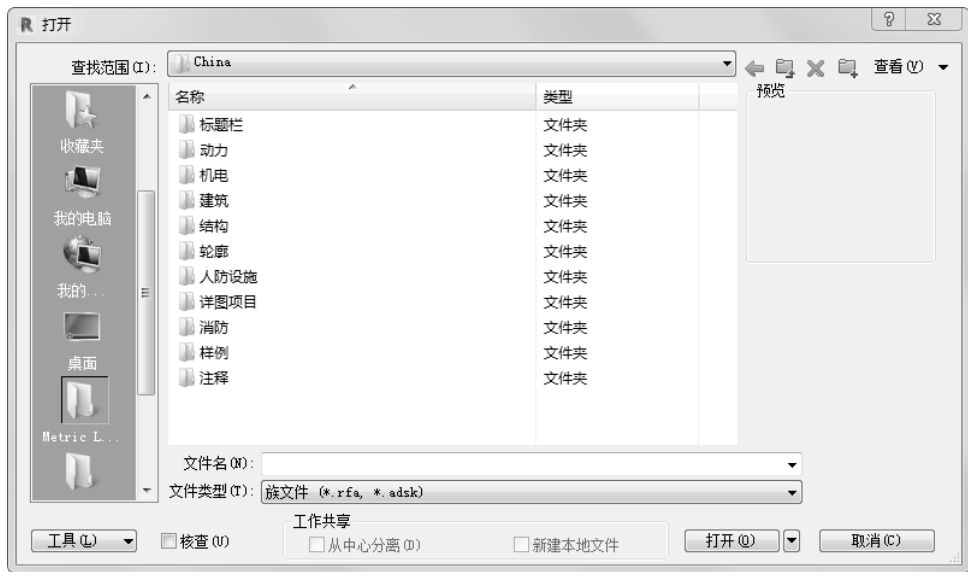 打开
查找范围(I): China 查看(V)
名称 类型 预览
标题栏 文件夹
动力 文件夹
机电 文件夹
建筑 文件夹
结构 文件夹
轮廓 文件夹
人防设施 文件夹
详图项目 文件夹
消防 文件夹
样例 文件夹
注释 文件夹
收藏夹
我的电脑
我的...
桌面
Metric L...
文件名(N):
文件类型(T): 族文件 (*.rfa, *.adsk)
工作共享
工具(L) 核查(U) 从中心分离(D) 新建本地文件 打开(O) 取消(C)